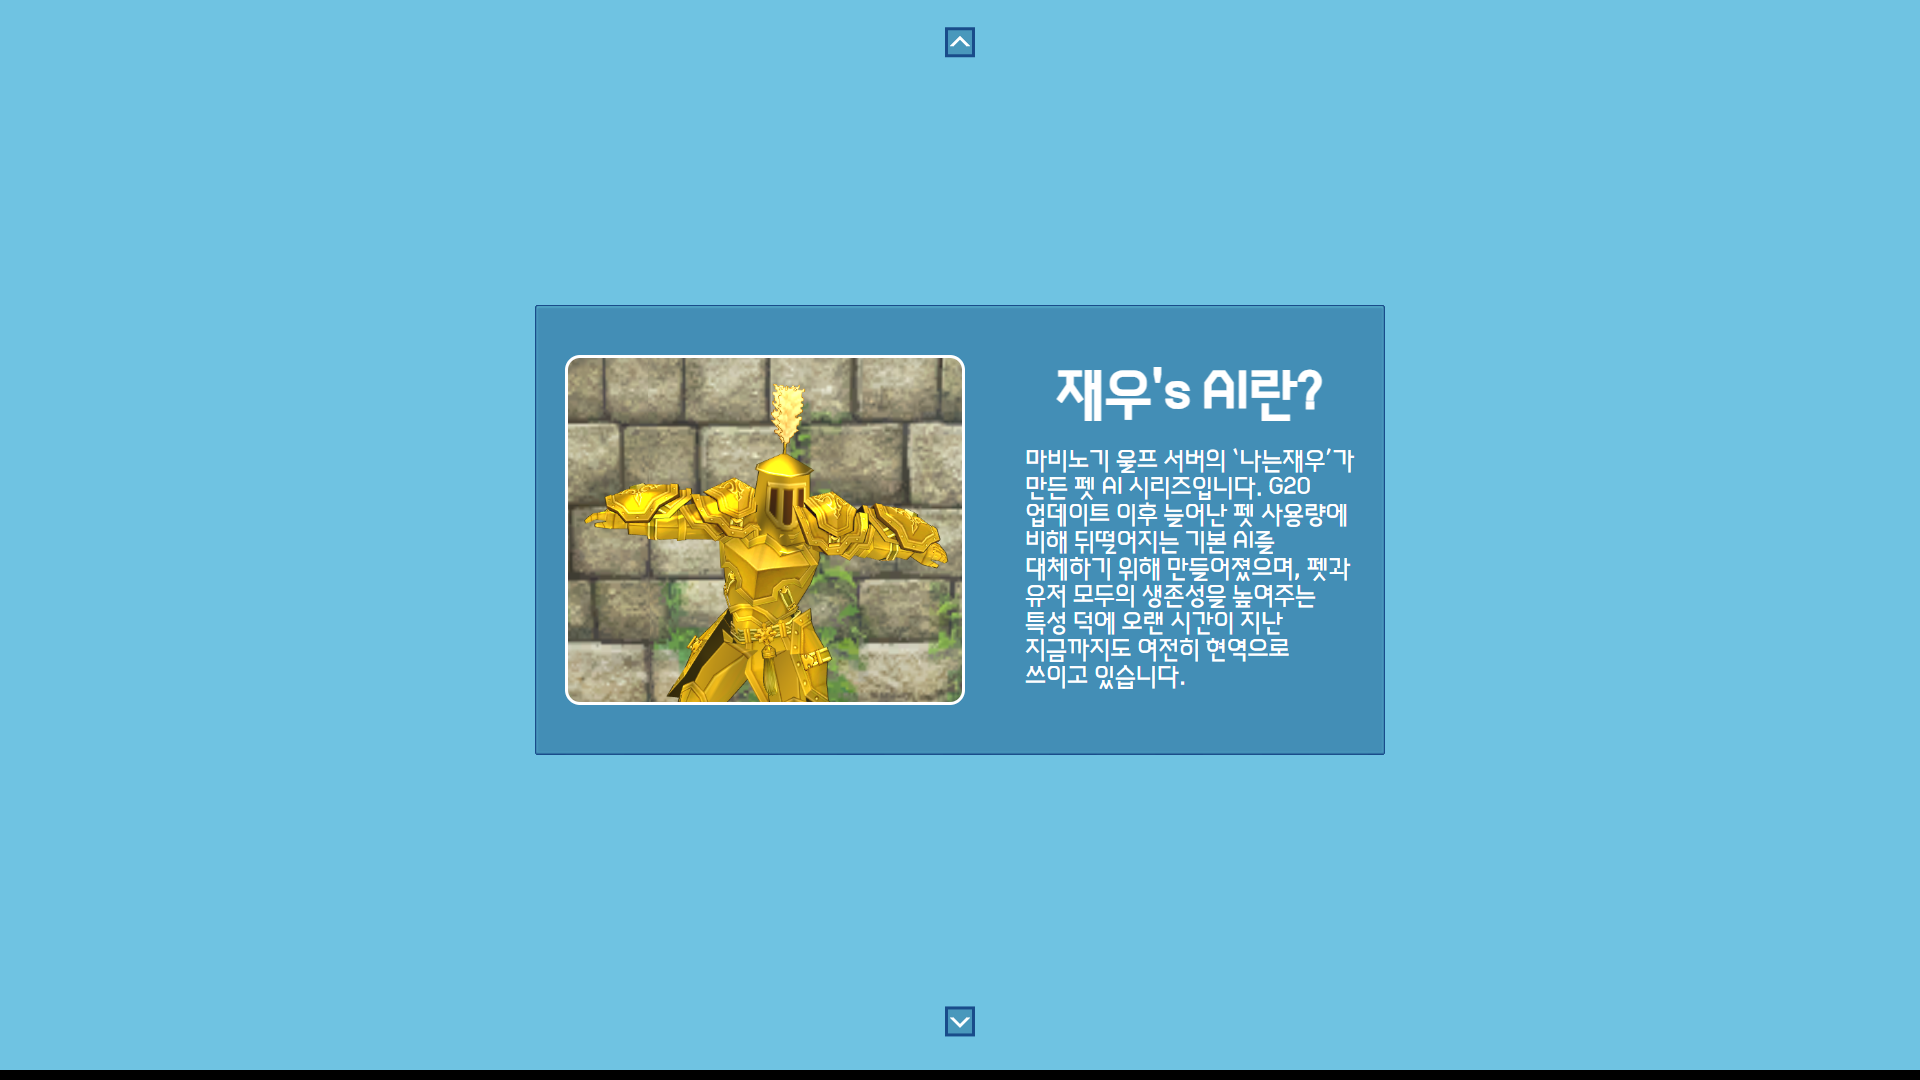 재우's AI란?
마비노기 울프 서버의 '나는재우'가
만든 펫 AI 시리즈입니다. G20
업데이트 이후 늘어난 펫 사용량에
비해 뒤떨어지는 기본 AI를
대체하기 위해 만들어졌으며, 펫과
유저 모두의 생존성을 높여주는
특성 덕에 오랜 시간이 지난
지금까지도 여전히 현역으로
쓰이고 있습니다.